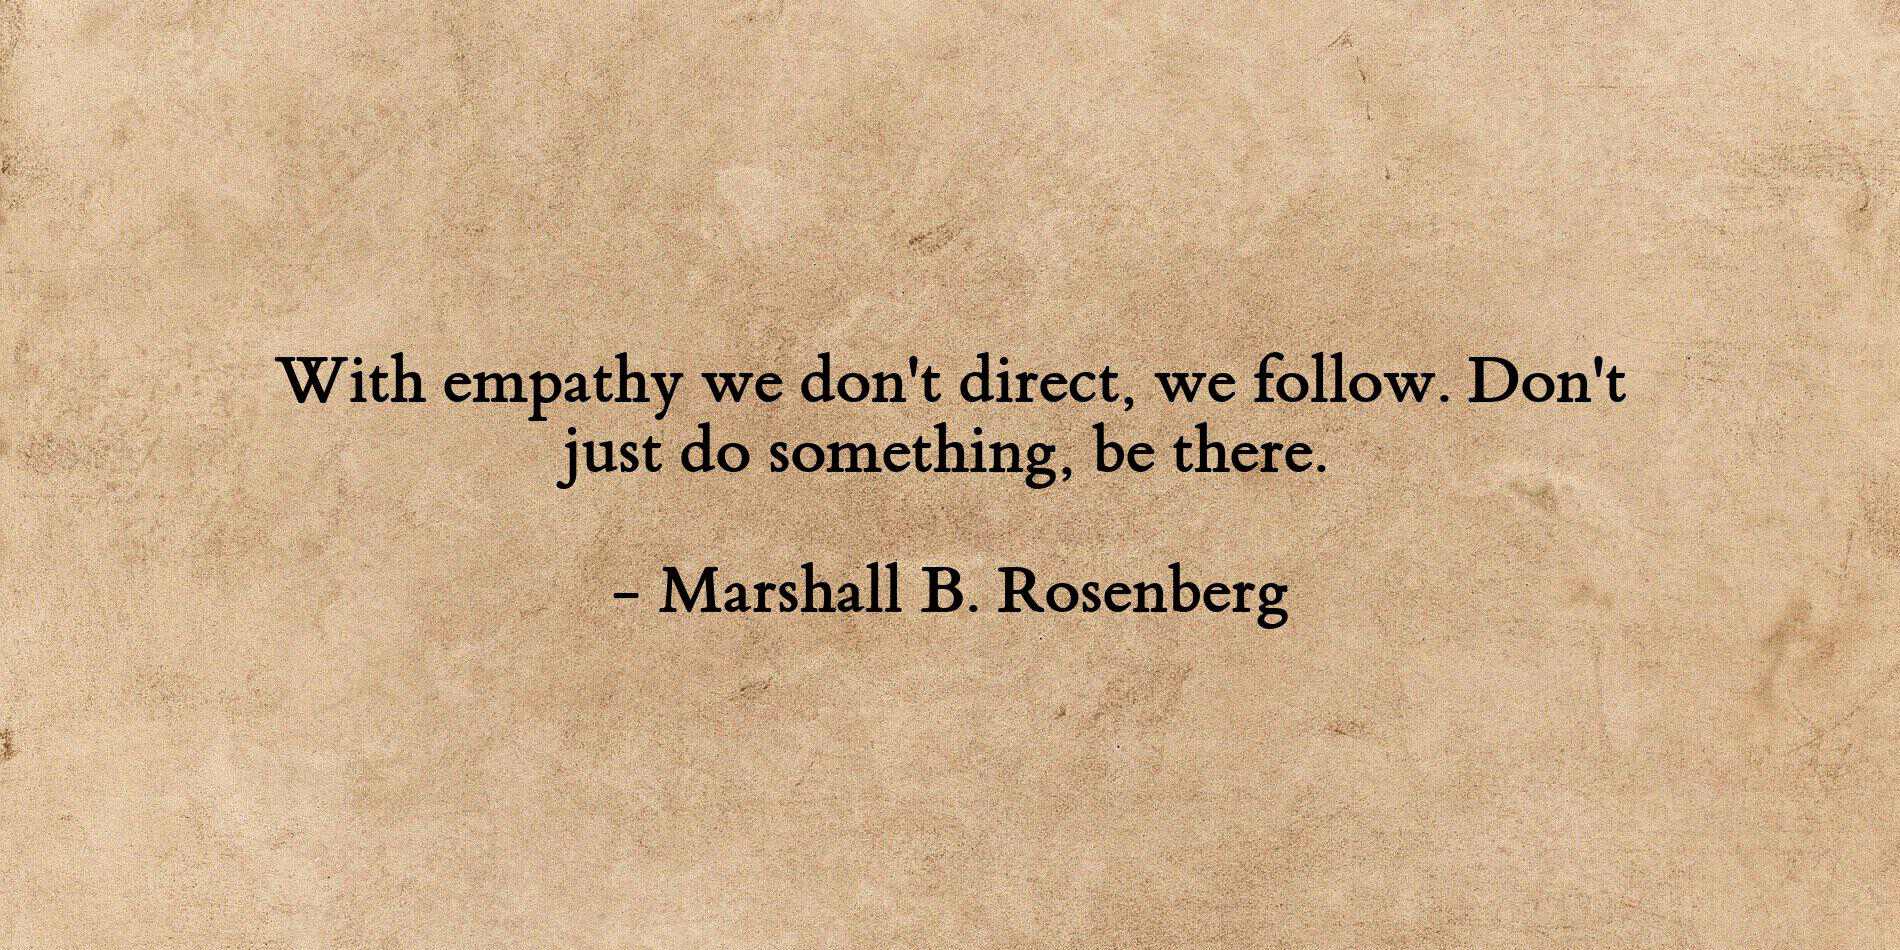 With empathy we don't direct, we follow. Don't
just do something, be there.
- Marshall B. Rosenberg